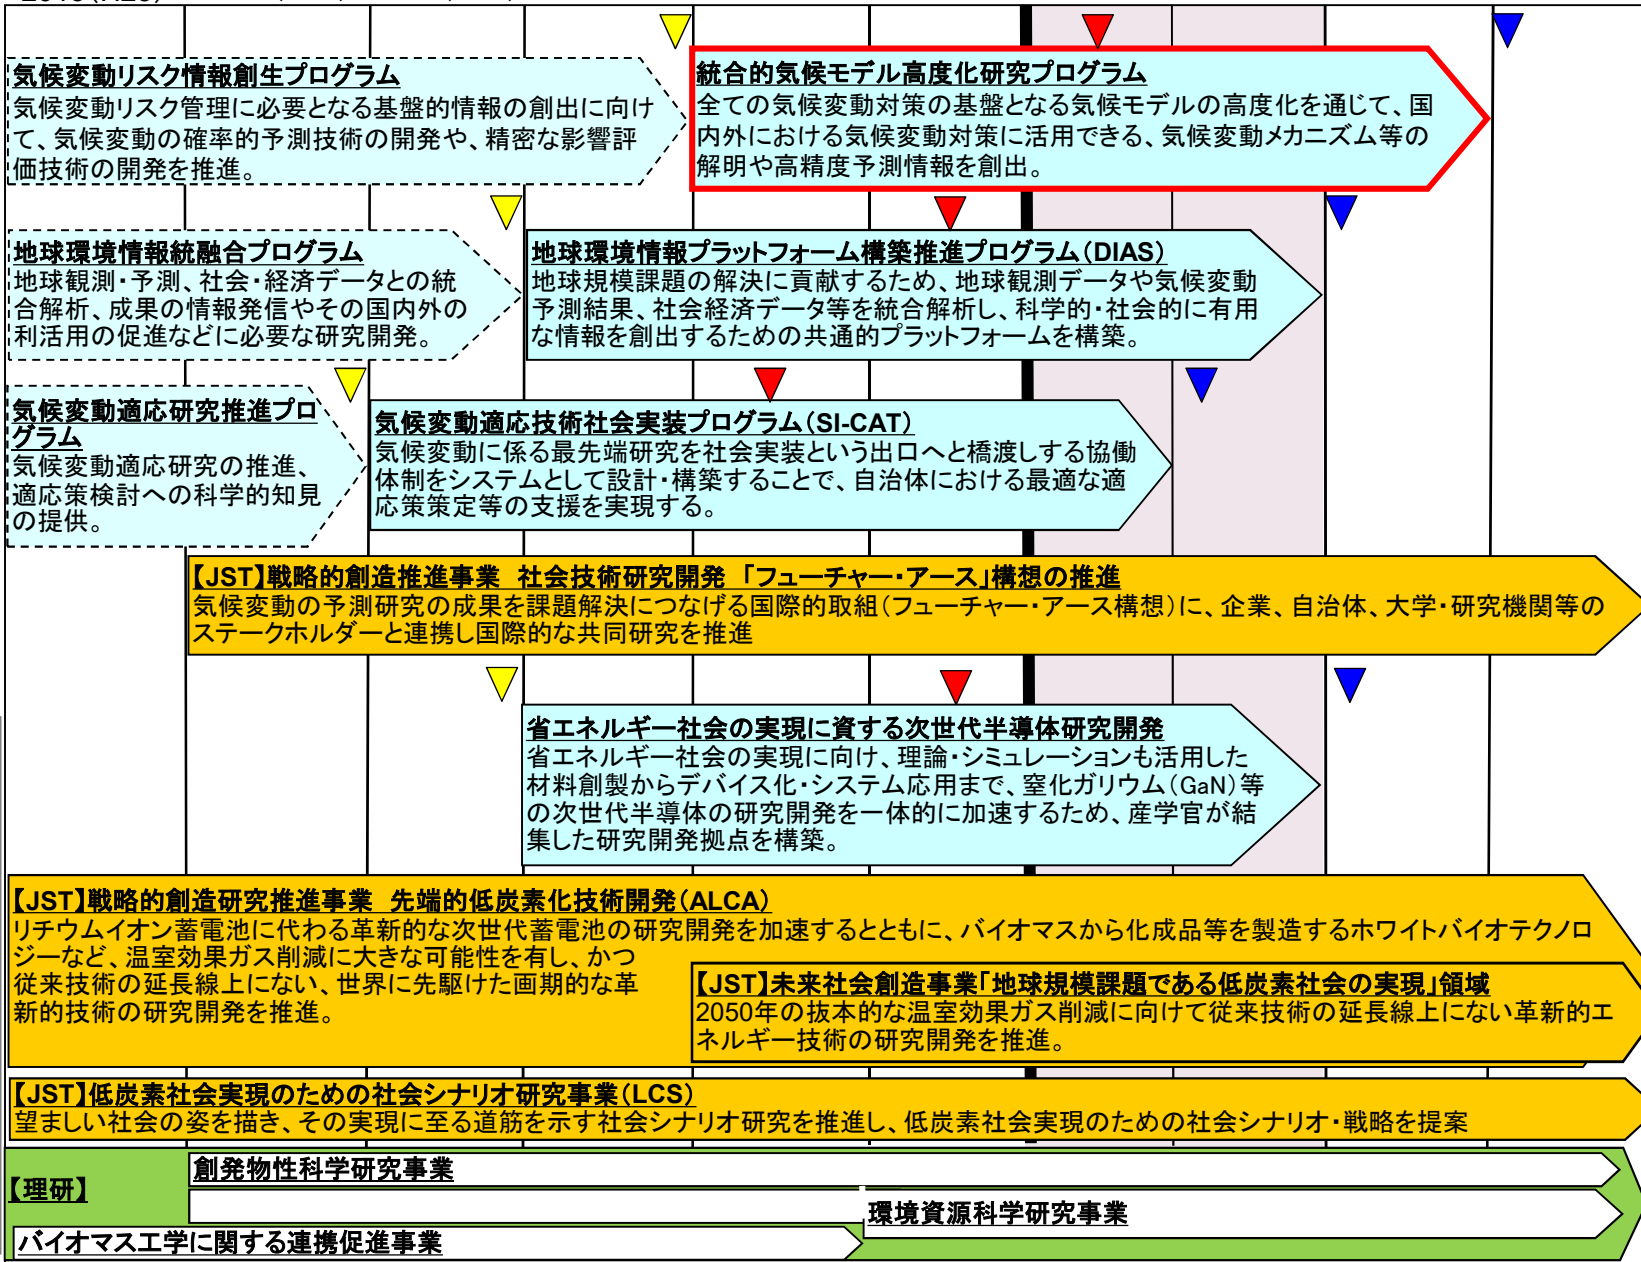 気候変動リスク情報創生プログラム
気候変動リスク管理に必要となる基盤的情報の創出に向け
て、気候変動の確率的予測技術の開発や、精密な影響評
価技術の開発を推進。
統合的気候モデル高度化研究プログラム
全ての気候変動対策の基盤となる気候モデルの高度化を通じて、国
内外における気候変動対策に活用できる、気候変動メカニズム等の
解明や高精度予測情報を創出。
地球環境情報統融合プログラム
地球観測・予測、社会・経済データとの統
合解析、成果の情報発信やその国内外の
利活用の促進などに必要な研究開発。
地球環境情報プラットフォーム構築推進プログラム（DIAS）
地球規模課題の解決に貢献するため、地球観測データや気候変動
予測結果、社会経済データ等を統合解析し、科学的・社会的に有用
な情報を創出するための共通的プラットフォームを構築。
気候変動適応研究推進プロ
グラム
気候変動適応研究の推進、
適応策検討への科学的知見
の提供。
気候変動適応技術社会実装プログラム（SI-CAT）
気候変動に係る最先端研究を社会実装という出口へと橋渡しする協働
体制をシステムとして設計・構築することで、自治体における最適な適
応策策定等の支援を実現する。
【JST】戦略的創造推進事業 社会技術研究開発 「フューチャー・アース」構想の推進
気候変動の予測研究の成果を課題解決につなげる国際的取組（フューチャー・アース構想）に、企業、自治体、大学・研究機関等の
ステークホルダーと連携し国際的な共同研究を推進
省エネルギー社会の実現に資する次世代半導体研究開発
省エネルギー社会の実現に向け、理論・シミュレーションも活用した
材料創製からデバイス化・システム応用まで、窒化ガリウム（GaN）等
の次世代半導体の研究開発を一体的に加速するため、産学官が結
集した研究開発拠点を構築。
【JST】戦略的創造研究推進事業 先端的低炭素化技術開発（ALCA）
リチウムイオン蓄電池に代わる革新的な次世代蓄電池の研究開発を加速するとともに、バイオマスから化成品等を製造するホワイトバイオテクノロ
ジーなど、温室効果ガス削減に大きな可能性を有し、かつ
従来技術の延長線上にない、世界に先駆けた画期的な革
新的技術の研究開発を推進。
【JST】未来社会創造事業「地球規模課題である低炭素社会の実現」領域
2050年の抜本的な温室効果ガス削減に向けて従来技術の延長線上にない革新的エ
ネルギー技術の研究開発を推進。
【JST】低炭素社会実現のための社会シナリオ研究事業（LCS）
望ましい社会の姿を描き、その実現に至る道筋を示す社会シナリオ研究を推進し、低炭素社会実現のための社会シナリオ・戦略を提案
【理研】
創発物性科学研究事業
環境資源科学研究事業
バイオマス工学に関する連携促進事業